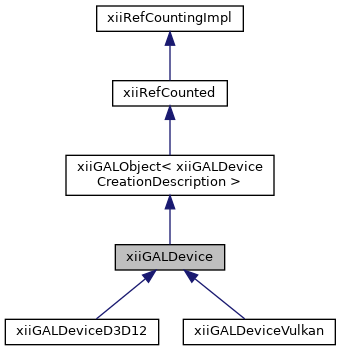 xiiRefCountingImpl
xiiRefCounted
xiiGALObject< xiiGALDevice
CreationDescription >
xiiGALDevice
xiiGALDeviceD3D12
xiiGALDeviceVulkan